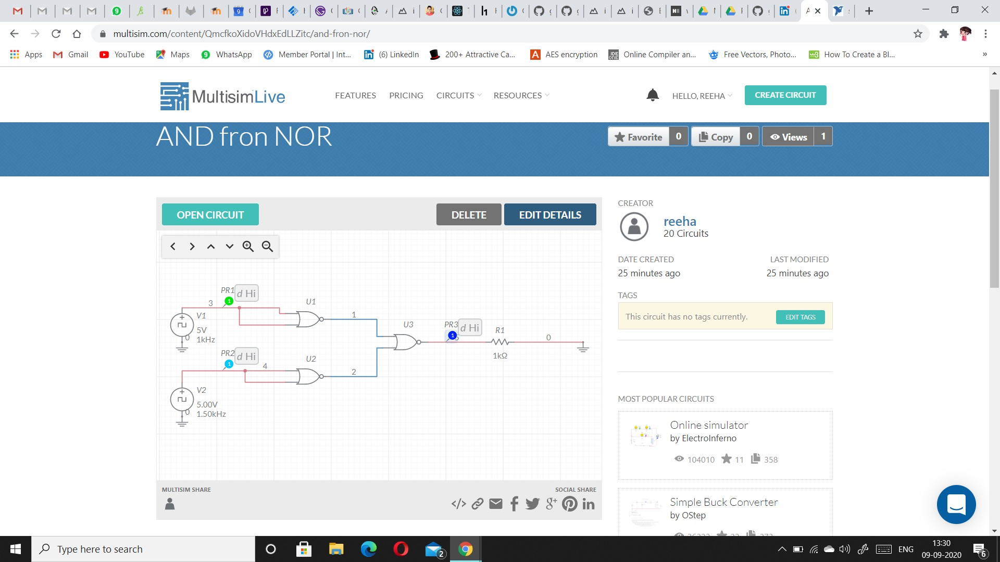 multisim.com/content/QmcfkoXidoVHdxEdLLZitc/and-fron-nor/
Apps Gmail YouTube Maps WhatsApp Member Portal | Int... (6) LinkedIn 200+ Attractive Ca... AES encryption Online Compiler an... Free Vectors, Photo... How To Create a Bl... »
MultisimLive FEATURES PRICING CIRCUITS RESOURCES HELLO, REEHA CREATE CIRCUIT
AND fron NOR
Favorite 0 Copy 0 Views 1
OPEN CIRCUIT DELETE EDIT DETAILS
PR1 d Hi
3
1
U1
1
V1
5V
1kHz
0
PR2 d Hi
1
4
U2
2
V2
5.00V
1.50kHz
0
U3
PR3 d Hi
1
R1
1kΩ
0
MULTISIM SHARE SOCIAL SHARE
CREATOR
reeha
20 Circuits
DATE CREATED LAST MODIFIED
25 minutes ago 25 minutes ago
TAGS
This circuit has no tags currently. EDIT TAGS
MOST POPULAR CIRCUITS
Online simulator
by ElectroInferno
104010 11 358
Simple Buck Converter
by OStep
Type here to search
2
ENG
13:30
09-09-2020
6